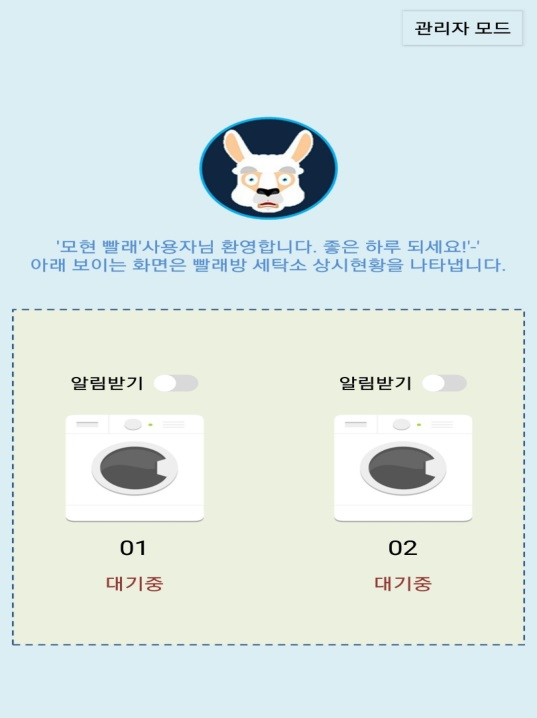 관리자 모드
'모현 빨래'사용자님 환영합니다. 좋은 하루 되세요!'-'
아래 보이는 화면은 빨래방 세탁소 상시현황을 나타냅니다.
알림받기 알림받기
01 02
대기중 대기중